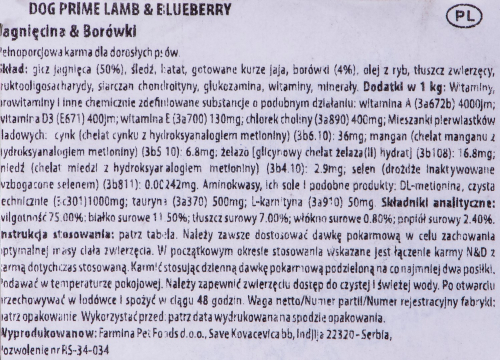 DOG PRIME LAMB & BLUEBERRY
PL
Jagnięcina & Borówki
Pełnoporcjowa karma dla dorosłych psów.
Skład: gicz jagnięca (50%), śledź, batat, gotowane kurze jaja, borówki (4%), olej z ryb, tłuszcz zwierzęcy,
fruktooligosacharydy, siarczan chondroityny, glukozamina, witaminy, minerały. Dodatki w 1 kg: Witaminy,
prowitaminy i inne chemicznie zdefiniowane substancje o podobnym działaniu: witamina A (3a672b) 4000jm;
witamina D3 (E671) 400jm; witamina E (3a700) 130mg; chlorek choliny (3a890) 400mg; Mieszanki pierwiastków
śladowych: cynk (chelat cynku z hydroksyanalogiem metioniny) (3b6.10): 36mg; mangan (chelat manganu z
hydroksyanalogiem metioniny) (3b5 10): 6.8mg; żelazo [glicynowy chelat żelaza(II) hydrat] (3b108): 16.8mg;
miedź (chelat miedzi z hydroksyanalogiem metioniny) (3b4.10): 2.9mg; selen (drożdże inaktywowane
wzbogacone selenem) (3b811): 0.00242mg. Aminokwasy, ich sole i podobne produkty: DL-metionina, czysta
technicznie (3c301)1000mg; tauryna (3a370) 500mg; L-karnityna (3a910) 50mg. Składniki analityczne:
wilgotność 75.00%; białko surowe 11.50%; tłuszcz surowy 7.00%; włókno surowe 0.80%; popiół surowy 2.40%.
Instrukcja stosowania: patrz tabela. Należy zawsze dostosować dawkę pokarmową w celu zachowania
optymalnej masy ciała zwierzęcia. W początkowym okresie stosowania wskazane jest łączenie karmy N&D z
karmą dotychczas stosowaną. Karmić stosując dzienną dawkę pokarmową podzieloną na co najmniej dwa posiłki.
Podawać w temperaturze pokojowej. Należy zapewnić zwierzęciu dostęp do czystej i świeżej wody. Po otwarciu
przechowywać w lodówce i spożyć w ciągu 48 godzin. Waga netto/Numer partii/Numer rejestracyjny fabryki:
patrz opakowanie. Wykorzystać przed: patrz data wydrukowana na spodzie opakowania.
Wyprodukowano w: Farmina Pet Foods d.o.o., Save Kovacevica bb, Indjija 22320 - Serbia,
Pozwolenie nr RS-34-034